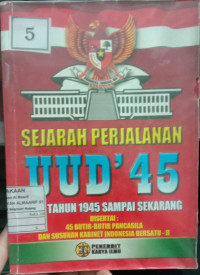 5
SEJARAH PERJALANAN
UUD'45
TAHUN 1945 SAMPAI SEKARANG
DISERTAI :
45 BUTIR-BUTIR PANCASILA
DAN SUSUNAN KABINET INDONESIA BERSATU - II
PENERBIT
KARYA ILMU